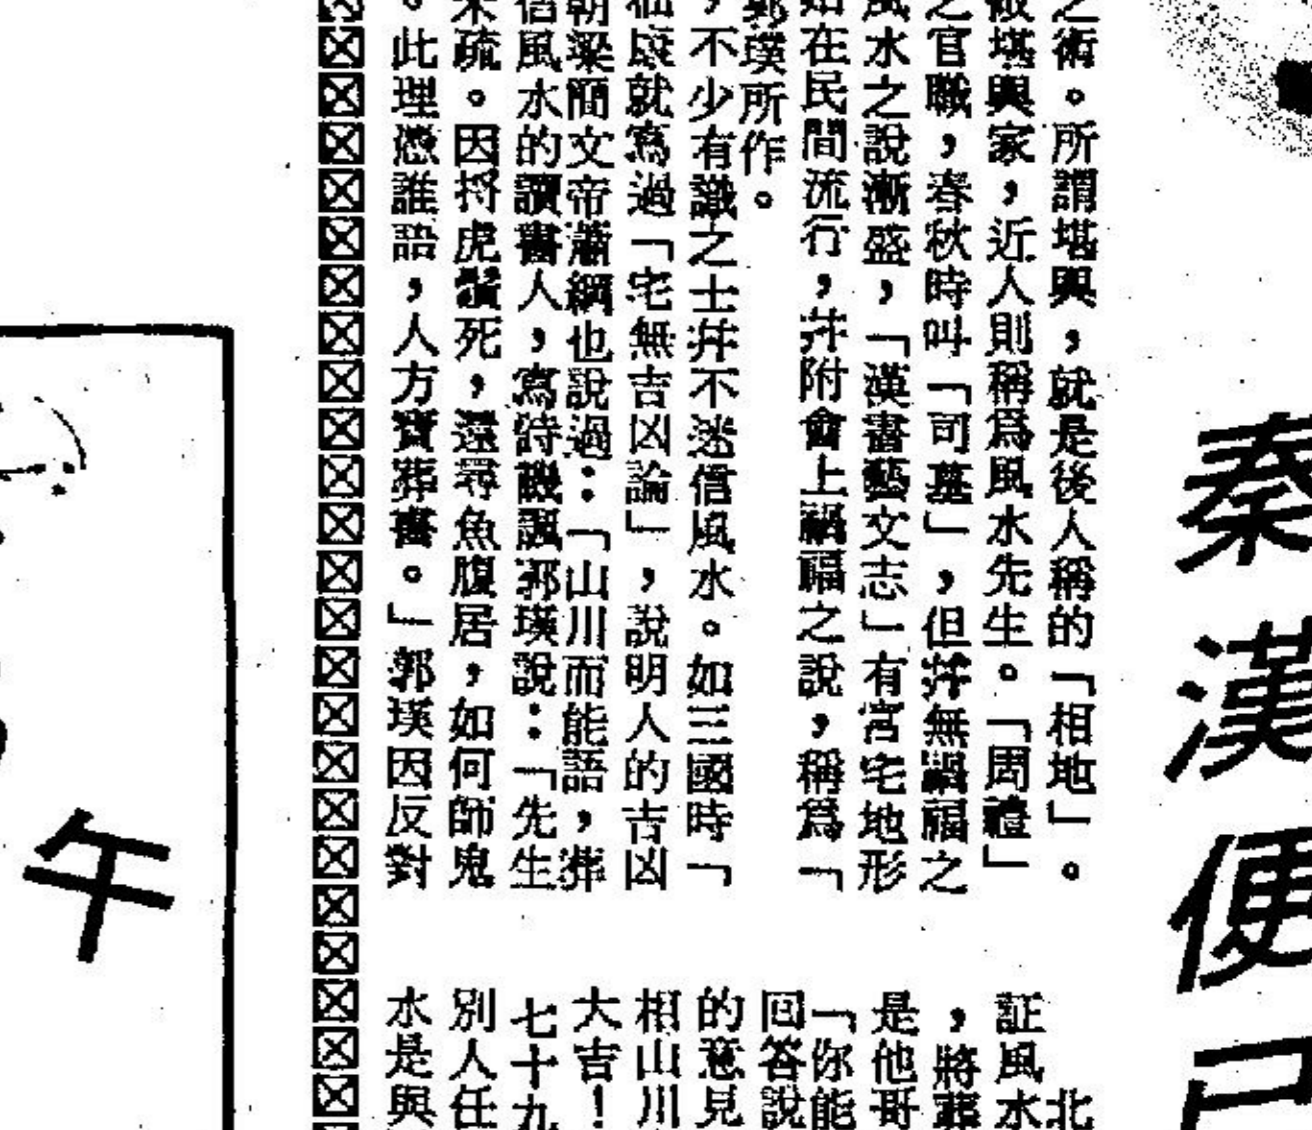 秦漢便已
之術。所謂堪輿，就是後人稱的「相地」。
堪輿家，近人則稱爲風水先生。「周禮」
之官職，春秋時叫「司墓」，但幷無禍福之
風水之說漸盛，「漢書藝文志」有宮宅地形
始在民間流行，幷附會上禍福之說，稱爲「
郭璞所作。
，不少有識之士幷不迷信風水。如三國時「
嵇康就寫過「宅無吉凶論」，說明人的吉凶
朝梁簡文帝蕭綱也說過：「山川而能語，葬
信風水的讀書人，寫詩譏諷郭璞說：「先生
未疏。因捋虎鬚死，還尋魚腹居，如何師鬼
。此理憑誰語，人方寶葬書。」郭璞因反對
北
証風水
，將葬
是他哥
「你能
回答說
的意見
相山川
大吉！
七十九
別人任
水是與
午